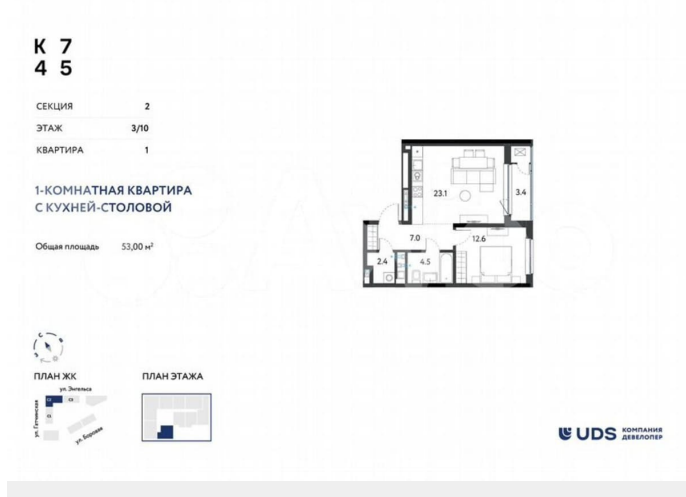 К 7
4 5
СЕКЦИЯ 2
ЭТАЖ 3/10
КВАРТИРА 1
1-КОМНАТНАЯ КВАРТИРА
С КУХНЕЙ-СТОЛОВОЙ
Общая площадь 53,00 м²
23.1
3.4
7.0
12.6
2.4
4.5
ПЛАН ЖК
ПЛАН ЭТАЖА
ул. Энгельса
ул. Гатчинская
ул. Боровая
UDS КОМПАНИЯ
ДЕВЕЛОПЕР